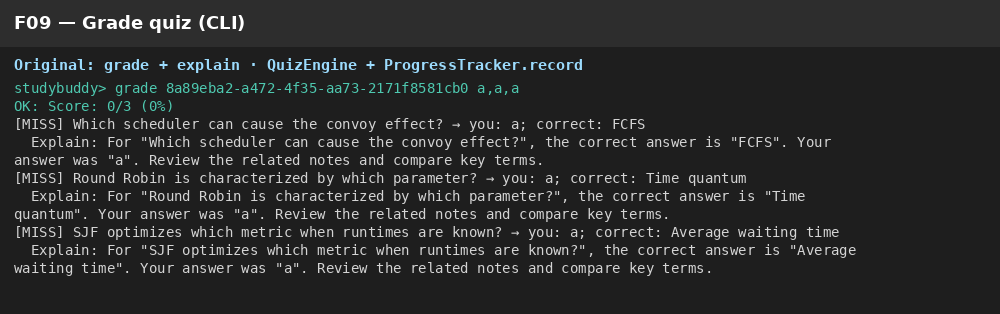 F09 — Grade quiz (CLI)
Original: grade + explain · QuizEngine + ProgressTracker.record
studybuddy> grade 8a89eba2-a472-4f35-aa73-2171f8581cb0 a,a,a
OK: Score: 0/3 (0%)
[MISS] Which scheduler can cause the convoy effect? → you: a; correct: FCFS
  Explain: For "Which scheduler can cause the convoy effect?", the correct answer is "FCFS". Your
answer was "a". Review the related notes and compare key terms.
[MISS] Round Robin is characterized by which parameter? → you: a; correct: Time quantum
  Explain: For "Round Robin is characterized by which parameter?", the correct answer is "Time
quantum". Your answer was "a". Review the related notes and compare key terms.
[MISS] SJF optimizes which metric when runtimes are known? → you: a; correct: Average waiting time
  Explain: For "SJF optimizes which metric when runtimes are known?", the correct answer is "Average
waiting time". Your answer was "a". Review the related notes and compare key terms.